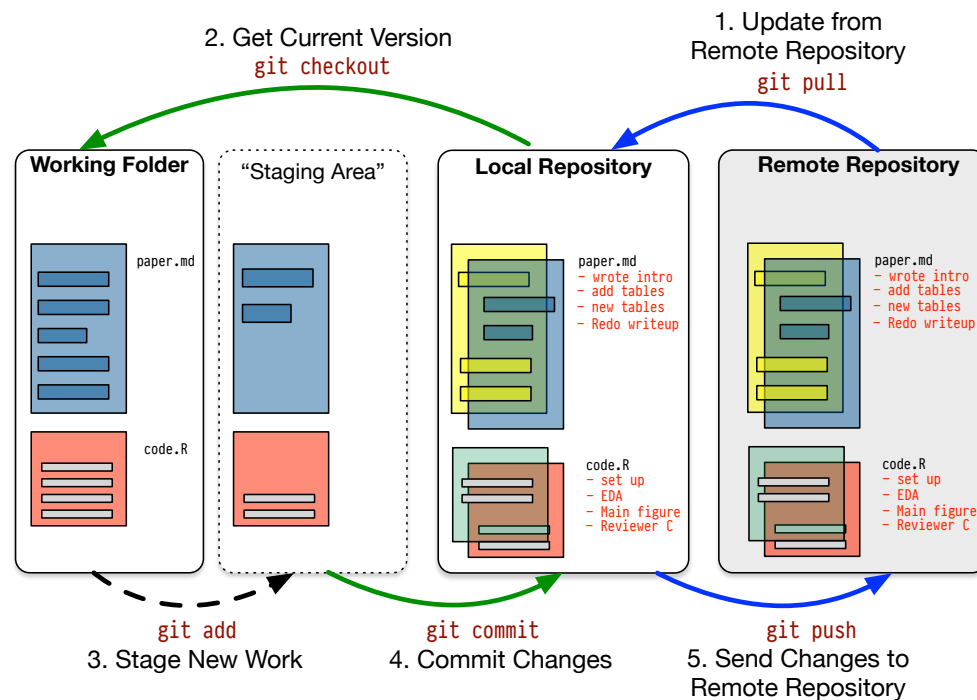 1. Update from
Remote Repository
git pull
2. Get Current Version
git checkout
Working Folder
paper.md
code.R
“Staging Area”
Local Repository
paper.md
- wrote intro
- add tables
- new tables
- Redo writeup
code.R
- set up
- EDA
- Main figure
- Reviewer C
Remote Repository
paper.md
- wrote intro
- add tables
- new tables
- Redo writeup
code.R
- set up
- EDA
- Main figure
- Reviewer C
git add
3. Stage New Work
git commit
4. Commit Changes
git push
5. Send Changes to
Remote Repository